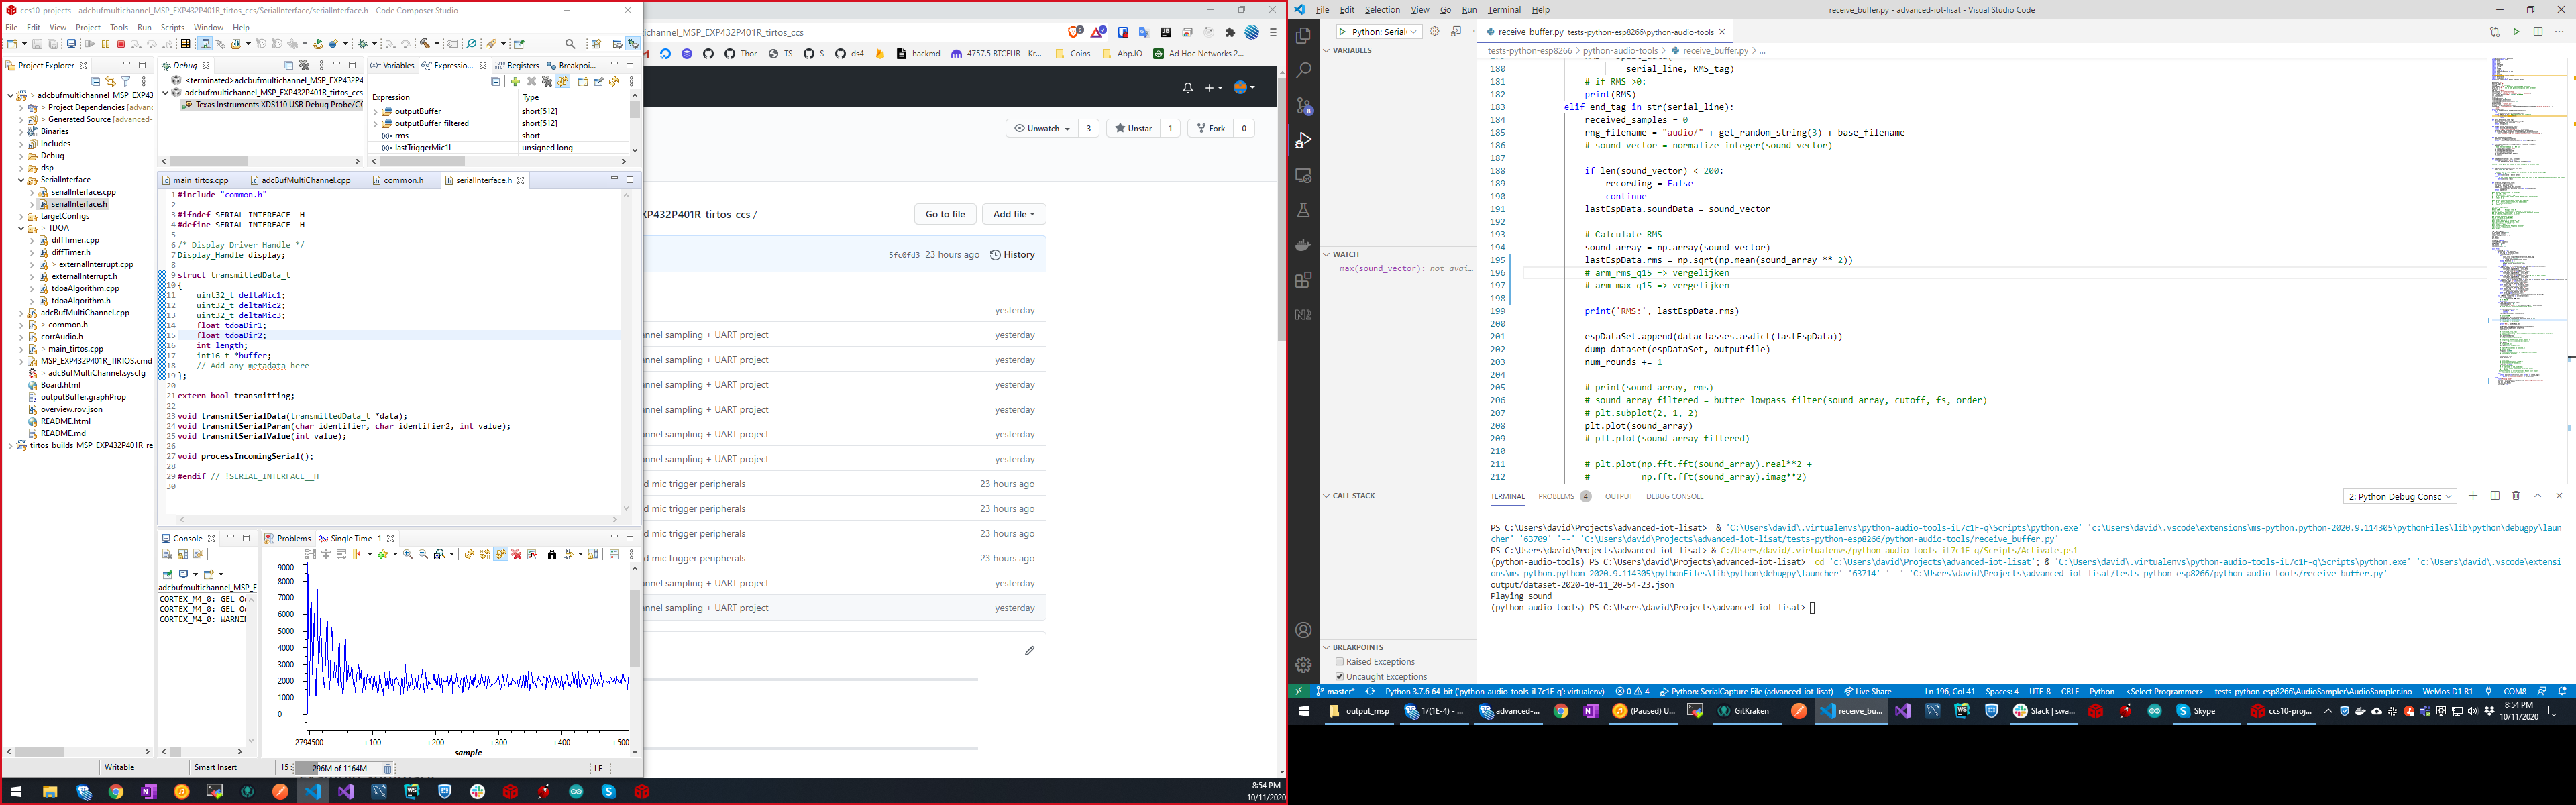 ccs10-projects - adcbufmultichannel_MSP_EXP432P401R_tirtos_ccs/SerialInterface/serialInterface.h - Code Composer Studio
File Edit View Project Tools Run Scripts Window Help
Project Explorer
> adcbufmultichannel_MSP_EXP43
> Project Dependencies [advanc
> Generated Source [advanced-
Binaries
Includes
Debug
dsp
SerialInterface
serialInterface.cpp
serialInterface.h
targetConfigs
> TDOA
diffTimer.cpp
diffTimer.h
> externalInterrupt.cpp
externalInterrupt.h
tdoaAlgorithm.cpp
tdoaAlgorithm.h
adcBufMultiChannel.cpp
> common.h
corrAudio.h
> main_tirtos.cpp
MSP_EXP432P401R_TIRTOS.cmd
> adcBufMultiChannel.syscfg
Board.html
outputBuffer.graphProp
overview.rov.json
README.html
README.md
tirtos_builds_MSP_EXP432P401R_re
Debug
<terminated>adcbufmultichannel_MSP_EXP432P4
adcbufmultichannel_MSP_EXP432P401R_tirtos_ccs
Texas Instruments XDS110 USB Debug Probe/CO
Variables Expressio... Registers Breakpoi...
Expression Type
outputBuffer short[512]
outputBuffer_filtered short[512]
rms short
lastTriggerMic1L unsigned long
main_tirtos.cpp adcBufMultiChannel.cpp common.h serialInterface.h
1 #include "common.h"
2
3 #ifndef SERIAL_INTERFACE__H
4 #define SERIAL_INTERFACE__H
5
6 /* Display Driver Handle */
7 Display_Handle display;
8
9 struct transmittedData_t
10 {
11 uint32_t deltaMic1;
12 uint32_t deltaMic2;
13 uint32_t deltaMic3;
14 float tdoaDir1;
15 float tdoaDir2;
16 int length;
17 int16_t *buffer;
18 // Add any metadata here
19 };
20
21 extern bool transmitting;
22
23 void transmitSerialData(transmittedData_t *data);
24 void transmitSerialParam(char identifier, char identifier2, int value);
25 void transmitSerialValue(int value);
26
27 void processIncomingSerial();
28
29 #endif // !SERIAL_INTERFACE__H
30
Console
adcbufmultichannel_MSP_E
CORTEX_M4_0: GEL Ou
CORTEX_M4_0: GEL Ou
CORTEX_M4_0: WARNIN
Problems Single Time -1
9000
8000
7000
6000
5000
4000
3000
2000
1000
0
2794500 +100 +200 +300 +400 +500
sample
Writable Smart Insert 15 : 296M of 1164M LE
8:54 PM
10/11/2020
ichannel_MSP_EXP432P401R_tirtos_ccs
Thor TS S ds4 hackmd 4757.5 BTCEUR - Kr... Coins Abp.IO Ad Hoc Networks 2...
Unwatch 3 Unstar 1 Fork 0
XP432P401R_tirtos_ccs / Go to file Add file
5fc0fd3 23 hours ago History
yesterday
nnel sampling + UART project yesterday
nnel sampling + UART project yesterday
nnel sampling + UART project yesterday
nnel sampling + UART project yesterday
nnel sampling + UART project yesterday
nnel sampling + UART project yesterday
d mic trigger peripherals 23 hours ago
d mic trigger peripherals 23 hours ago
d mic trigger peripherals 23 hours ago
d mic trigger peripherals 23 hours ago
nnel sampling + UART project yesterday
nnel sampling + UART project yesterday
File Edit Selection View Go Run Terminal Help
receive_buffer.py - advanced-iot-lisat - Visual Studio Code
Python: Serial
VARIABLES
WATCH
max(sound_vector): not avai...
CALL STACK
BREAKPOINTS
Raised Exceptions
Uncaught Exceptions
receive_buffer.py tests-python-esp8266\python-audio-tools
tests-python-esp8266 > python-audio-tools > receive_buffer.py > ...
180 serial_line, RMS_tag)
181 # if RMS >0:
182 print(RMS)
183 elif end_tag in str(serial_line):
184 received_samples = 0
185 rng_filename = "audio/" + get_random_string(3) + base_filename
186 # sound_vector = normalize_integer(sound_vector)
187
188 if len(sound_vector) < 200:
189 recording = False
190 continue
191 lastEspData.soundData = sound_vector
192
193 # Calculate RMS
194 sound_array = np.array(sound_vector)
195 lastEspData.rms = np.sqrt(np.mean(sound_array ** 2))
196 # arm_rms_q15 => vergelijken
197 # arm_max_q15 => vergelijken
198
199 print('RMS:', lastEspData.rms)
200
201 espDataSet.append(dataclasses.asdict(lastEspData))
202 dump_dataset(espDataSet, outputfile)
203 num_rounds += 1
204
205 # print(sound_array, rms)
206 # sound_array_filtered = butter_lowpass_filter(sound_array, cutoff, fs, order)
207 # plt.subplot(2, 1, 2)
208 plt.plot(sound_array)
209 # plt.plot(sound_array_filtered)
210
211 # plt.plot(np.fft.fft(sound_array).real**2 +
212 # np.fft.fft(sound_array).imag**2)
TERMINAL PROBLEMS 4 OUTPUT DEBUG CONSOLE 2: Python Debug Consc
PS C:\Users\david\Projects\advanced-iot-lisat> & 'C:\Users\david\.virtualenvs\python-audio-tools-iL7c1F-q\Scripts\python.exe' 'c:\Users\david\.vscode\extensions\ms-python.python-2020.9.114305\pythonFiles\lib\python\debugpy\laun
cher' '63709' '--' 'C:\Users\david\Projects\advanced-iot-lisat/tests-python-esp8266/python-audio-tools/receive_buffer.py'
PS C:\Users\david\Projects\advanced-iot-lisat> & C:/Users/david/.virtualenvs/python-audio-tools-iL7c1F-q/Scripts/Activate.ps1
(python-audio-tools) PS C:\Users\david\Projects\advanced-iot-lisat> cd 'c:\Users\david\Projects\advanced-iot-lisat'; & 'C:\Users\david\.virtualenvs\python-audio-tools-iL7c1F-q\Scripts\python.exe' 'c:\Users\david\.vscode\extensi
ons\ms-python.python-2020.9.114305\pythonFiles\lib\python\debugpy\launcher' '63714' '--' 'C:\Users\david\Projects\advanced-iot-lisat/tests-python-esp8266/python-audio-tools/receive_buffer.py'
output/dataset-2020-10-11_20-54-23.json
Playing sound
(python-audio-tools) PS C:\Users\david\Projects\advanced-iot-lisat>
master* Python 3.7.6 64-bit ('python-audio-tools-iL7c1F-q': virtualenv) 0 4 Python: SerialCapture File (advanced-iot-lisat) Live Share Ln 196, Col 41 Spaces: 4 UTF-8 CRLF Python <Select Programmer> tests-python-esp8266\AudioSampler\AudioSampler.ino WeMos D1 R1 COM8
output_msp 1/(1E-4) - ... advanced-... (Paused) U... GitKraken receive_bu... Slack | swa... Skype ccs10-proj... 8:54 PM
10/11/2020